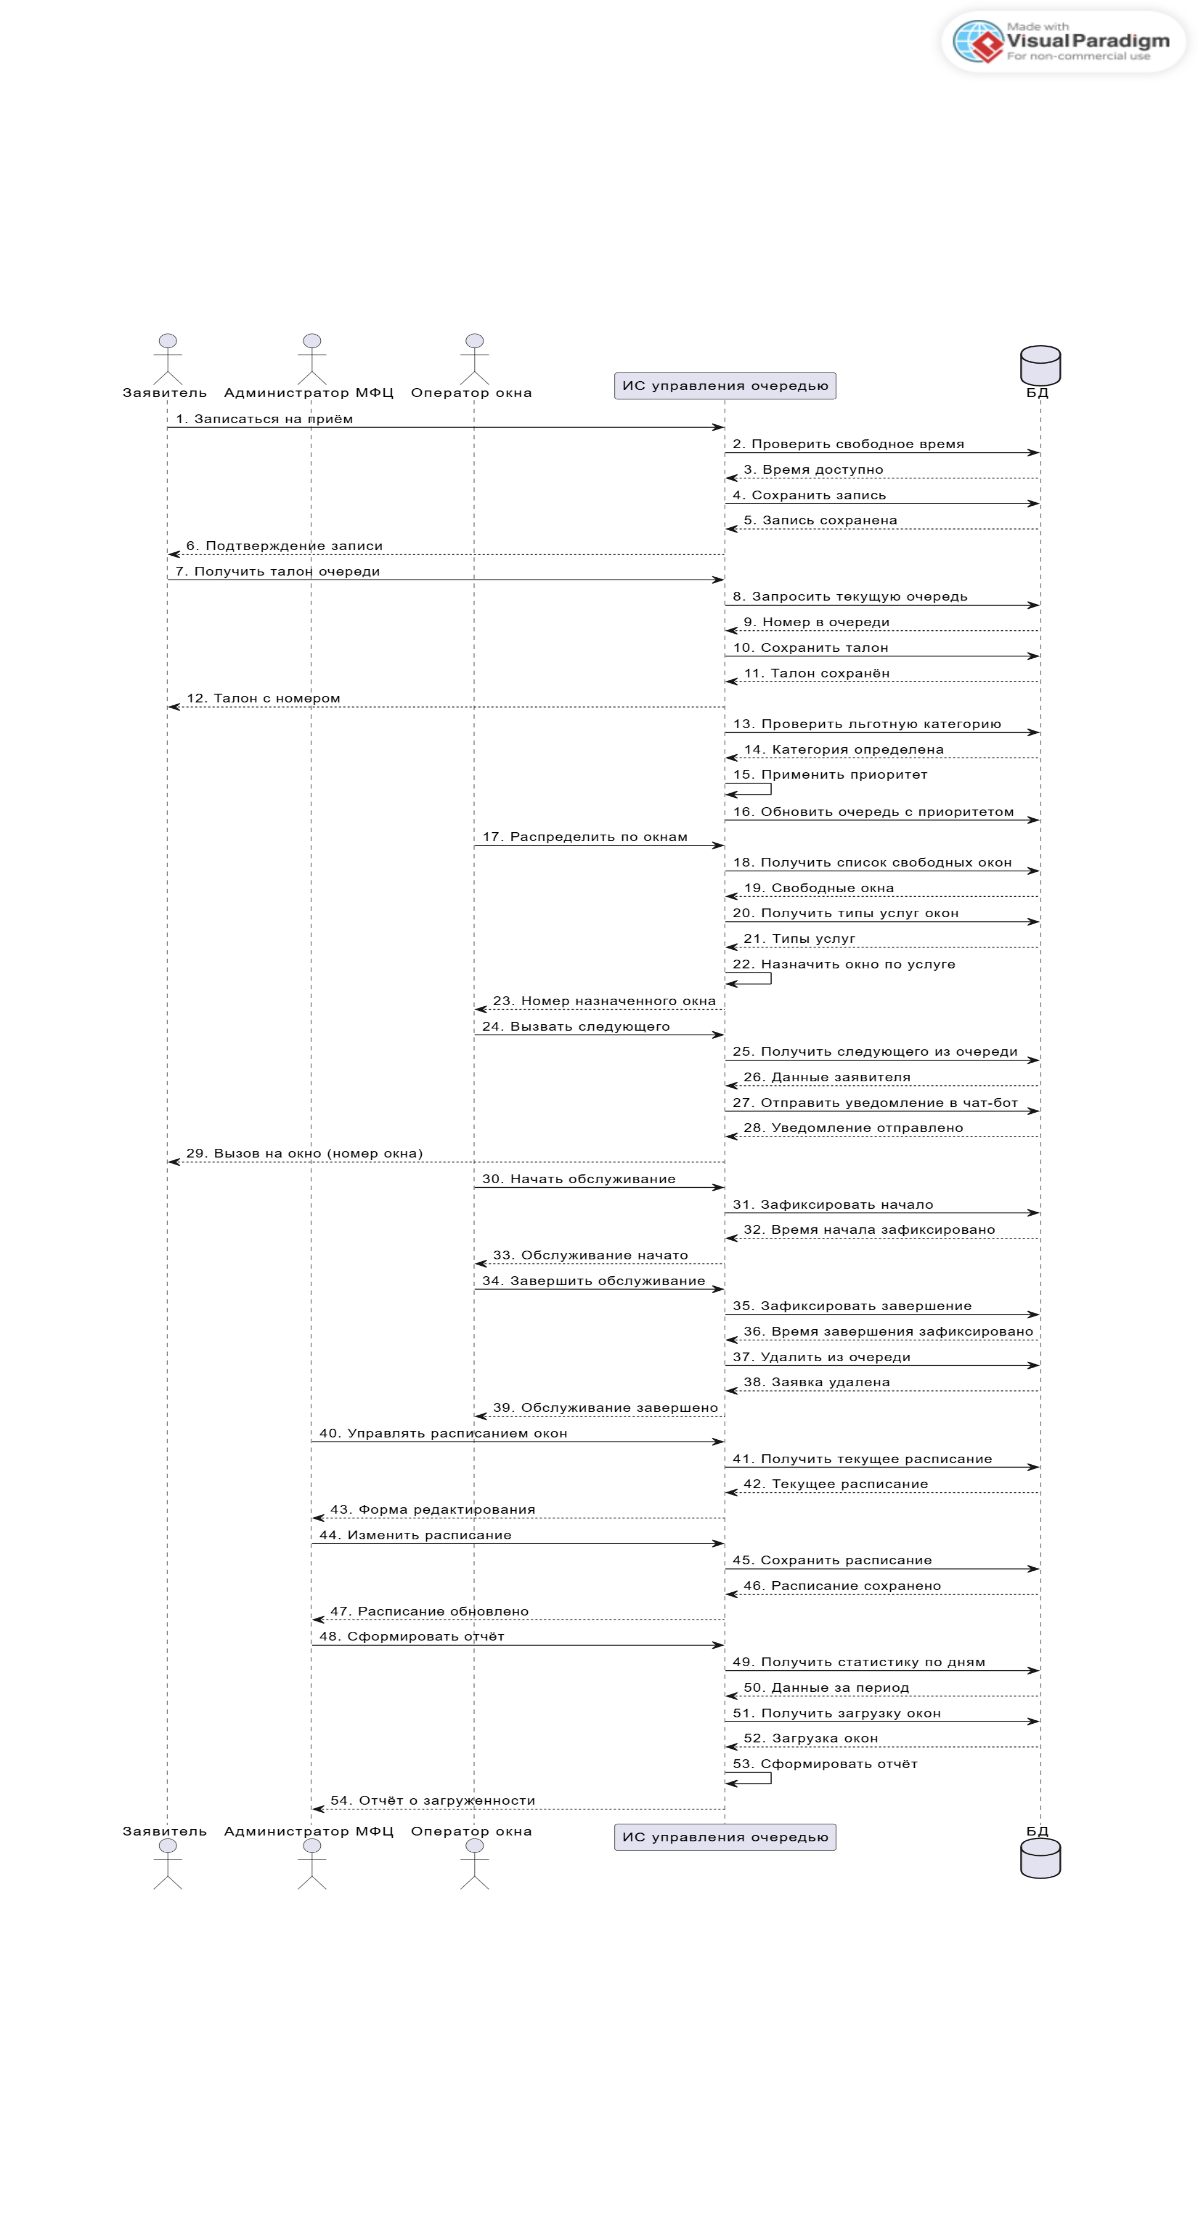 Made with
Visual Paradigm
For non-commercial use
Заявитель Администратор МФЦ Оператор окна ИС управления очередью БД
1. Записаться на приём
2. Проверить свободное время
3. Время доступно
4. Сохранить запись
5. Запись сохранена
6. Подтверждение записи
7. Получить талон очереди
8. Запросить текущую очередь
9. Номер в очереди
10. Сохранить талон
11. Талон сохранён
12. Талон с номером
13. Проверить льготную категорию
14. Категория определена
15. Применить приоритет
16. Обновить очередь с приоритетом
17. Распределить по окнам
18. Получить список свободных окон
19. Свободные окна
20. Получить типы услуг окон
21. Типы услуг
22. Назначить окно по услуге
23. Номер назначенного окна
24. Вызвать следующего
25. Получить следующего из очереди
26. Данные заявителя
27. Отправить уведомление в чат-бот
28. Уведомление отправлено
29. Вызов на окно (номер окна)
30. Начать обслуживание
31. Зафиксировать начало
32. Время начала зафиксировано
33. Обслуживание начато
34. Завершить обслуживание
35. Зафиксировать завершение
36. Время завершения зафиксировано
37. Удалить из очереди
38. Заявка удалена
39. Обслуживание завершено
40. Управлять расписанием окон
41. Получить текущее расписание
42. Текущее расписание
43. Форма редактирования
44. Изменить расписание
45. Сохранить расписание
46. Расписание сохранено
47. Расписание обновлено
48. Сформировать отчёт
49. Получить статистику по дням
50. Данные за период
51. Получить загрузку окон
52. Загрузка окон
53. Сформировать отчёт
54. Отчёт о загруженности
Заявитель Администратор МФЦ Оператор окна ИС управления очередью БД